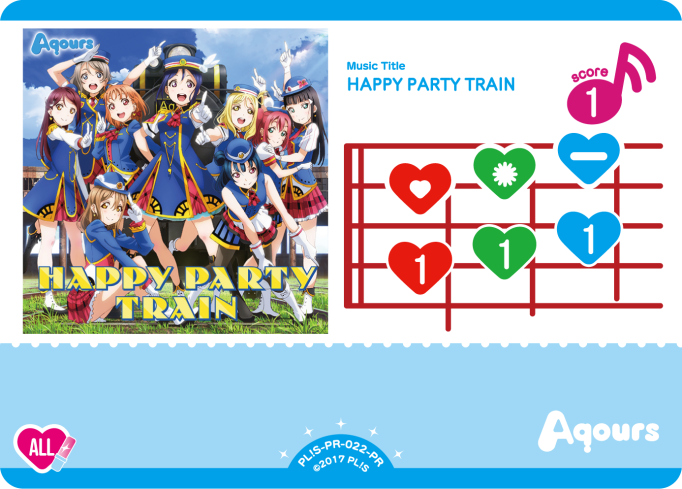 Aqours
HAPPY PARTY
TRAIN
Music Title
HAPPY PARTY TRAIN
score
1
1
1
1
ALL
PLIS-PR-022-PR
©2017 PLIS
Aqours